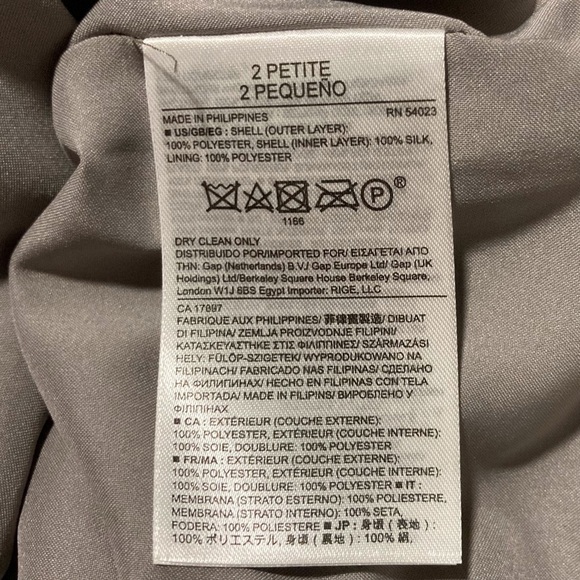 2 PETITE
2 PEQUEÑO
MADE IN PHILIPPINES RN 54023
■ US/GB/EG : SHELL (OUTER LAYER):
100% POLYESTER, SHELL (INNER LAYER): 100% SILK,
LINING: 100% POLYESTER
P ®
1166
DRY CLEAN ONLY
DISTRIBUIDO POR/IMPORTED FOR/ ΕΙΣΑΓΕΤΑΙ ΑΠΟ
ΤΗΝ: Gap (Netherlands) B.V./ Gap Europe Ltd/ Gap (UK
Holdings) Ltd/Berkeley Square House Berkeley Square,
London W1J 6BS Egypt Importer: RIGE, LLC
CA 17897
FABRIQUE AUX PHILIPPINES/ 菲律賓製造/ DIBUAT
DI FILIPINA/ ZEMLJA PROIZVODNJE FILIPINI/
ΚΑΤΑΣΚΕΥΑΣΤΗΚΕ ΣΤΙΣ ΦΙΛΙΠΠΙΝΕΣ/ SZÁRMAZÁSI
HELY: FÜLÖP-SZIGETEK/ WYPRODUKOWANO NA
FILIPINACH/ FABRICADO NAS FILIPINAS/ СДЕЛАНО
НА ФИЛИПИНАХ/ HECHO EN FILIPINAS CON TELA
IMPORTADA/ MADE IN FILIPINS/ ВИРОБЛЕНО У
ФІЛІПІНАХ
■ CA : EXTÉRIEUR (COUCHE EXTERNE):
100% POLYESTER, EXTÉRIEUR (COUCHE INTERNE):
100% SOIE, DOUBLURE: 100% POLYESTER
■ FR/MA : EXTÉRIEUR (COUCHE EXTERNE):
100% POLYESTER, EXTÉRIEUR (COUCHE INTERNE):
100% SOIE, DOUBLURE: 100% POLYESTER ■ IT :
MEMBRANA (STRATO ESTERNO): 100% POLIESTERE,
MEMBRANA (STRATO INTERNO): 100% SETA,
FODERA: 100% POLIESTERE ■ JP : 身頃（表地）:
100% ポリエステル, 身頃（裏地）: 100% 絹,